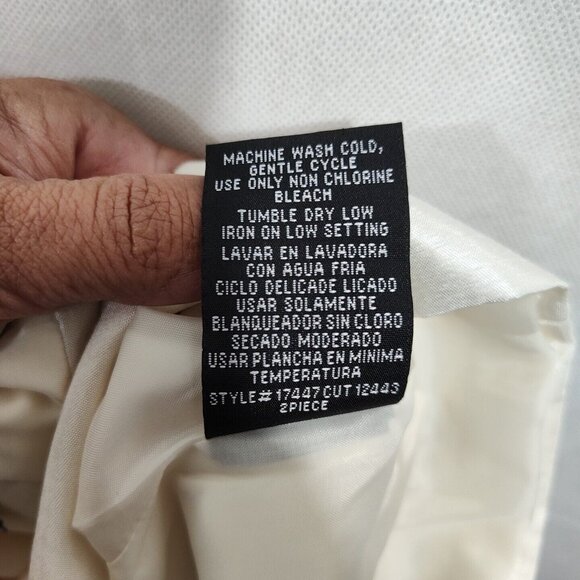 MACHINE WASH COLD,
GENTLE CYCLE
USE ONLY NON CHLORINE
BLEACH
TUMBLE DRY LOW
IRON ON LOW SETTING
LAVAR EN LAVADORA
CON AGUA FRIA
CICLO DELICADE LICADO
USAR SOLAMENTE
BLANQUEADOR SIN CLORO
SECADO MODERADO
USAR PLANCHA EN MINIMA
TEMPERATURA
STYLE# 17447 CUT 12443
2PIECE